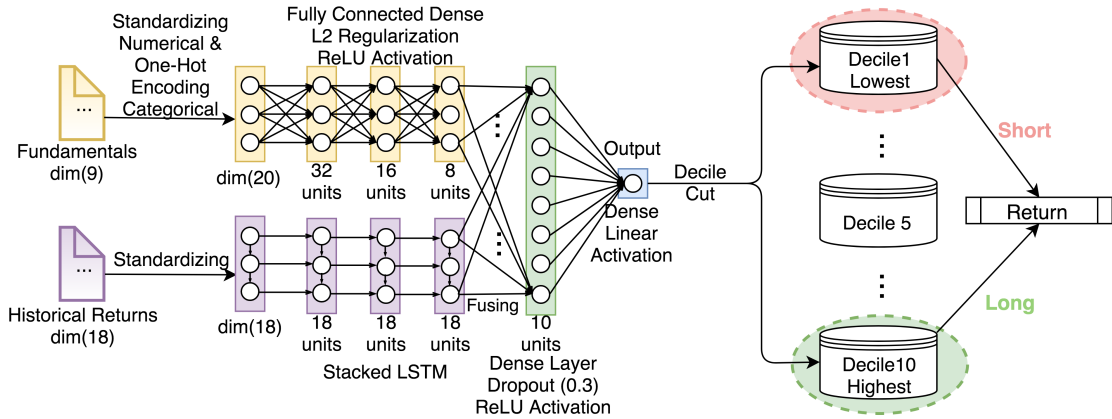 Standardizing
Numerical &
One-Hot
Encoding
Categorical
...
Fundamentals
dim(9)
Fully Connected Dense
L2 Regularization
ReLU Activation
dim(20)
32
units
16
units
8
units
...
Historical Returns
dim(18)
Standardizing
dim(18)
18
units
18
units
18
units
Stacked LSTM
Fusing
10
units
Dense Layer
Dropout (0.3)
ReLU Activation
Output
Dense
Linear
Activation
Decile
Cut
Decile1
Lowest
Decile 5
Decile10
Highest
Short
Return
Long